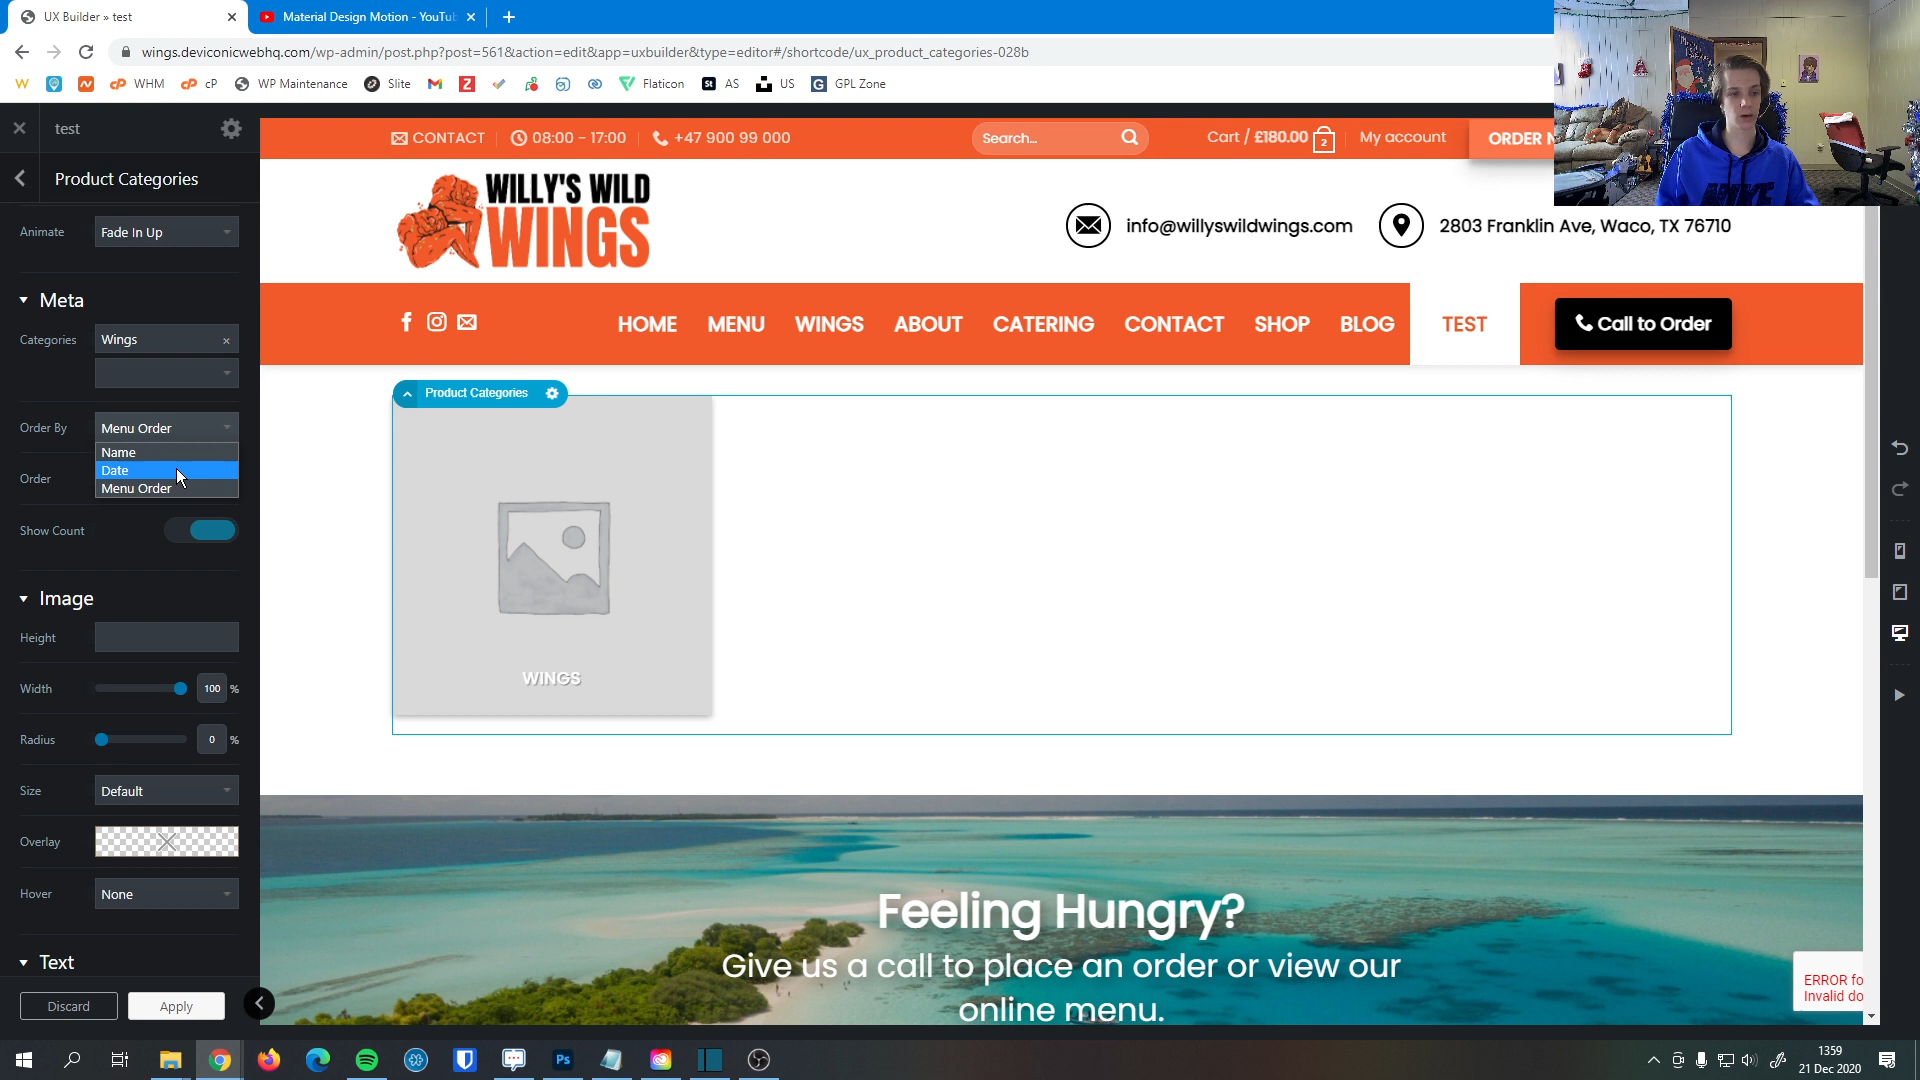 UX Builder » test
Material Design Motion - YouTub
wings.deviconicwebhq.com/wp-admin/post.php?post=561&action=edit&app=uxbuilder&type=editor#/shortcode/ux_product_categories-028b
WHM
cP
WP Maintenance
Slite
Flaticon
AS
US
GPL Zone
test
Product Categories
Animate
Fade In Up
Meta
Categories
Wings
Order By
Menu Order
Name
Date
Menu Order
Order
Show Count
Image
Height
Width
100 %
Radius
0 %
Size
Default
Overlay
Hover
None
Text
Discard
Apply
CONTACT
08:00 - 17:00
+47 900 99 000
Search...
Cart / £180.00
2
My account
ORDER N
WILLY'S WILD
WINGS
info@willyswildwings.com
2803 Franklin Ave, Waco, TX 76710
HOME
MENU
WINGS
ABOUT
CATERING
CONTACT
SHOP
BLOG
TEST
Call to Order
Product Categories
WINGS
Feeling Hungry?
Give us a call to place an order or view our
online menu.
ERROR fo
Invalid do
1359
21 Dec 2020